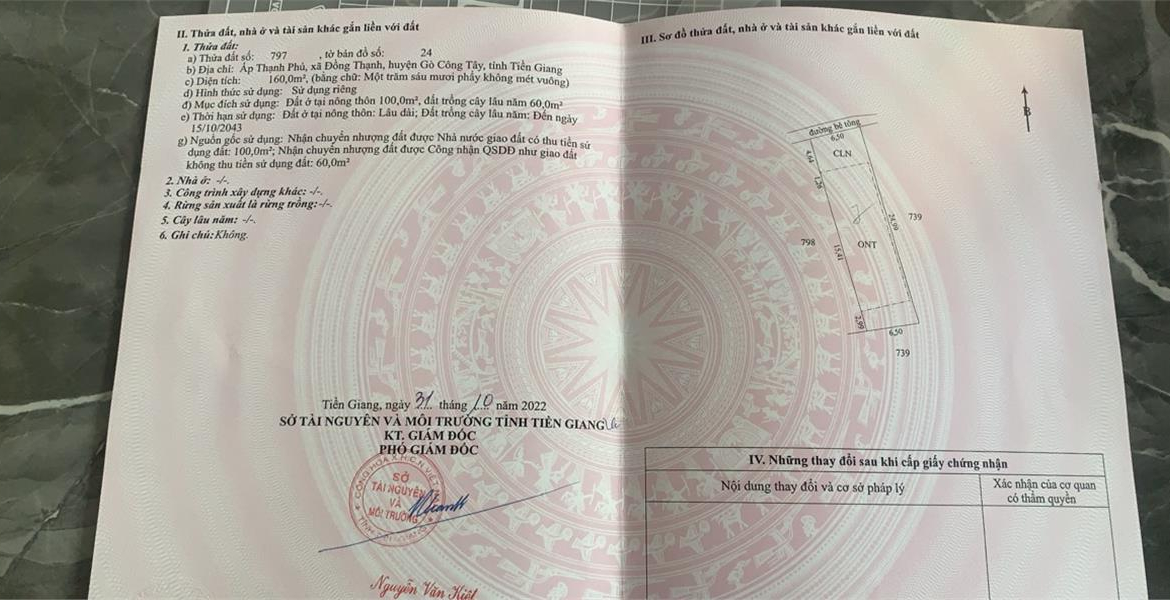 II. Thửa đất, nhà ở và tài sản khác gắn liền với đất
1. Thửa đất:
a) Thửa đất số: 797 , tờ bản đồ số: 24
b) Địa chỉ: Ấp Thạnh Phú, xã Đồng Thạnh, huyện Gò Công Tây, tỉnh Tiền Giang
c) Diện tích: 160,0m², (bằng chữ: Một trăm sáu mươi phẩy không mét vuông)
d) Hình thức sử dụng: Sử dụng riêng
đ) Mục đích sử dụng: Đất ở tại nông thôn 100,0m², đất trồng cây lâu năm 60,0m²
e) Thời hạn sử dụng: Đất ở tại nông thôn: Lâu dài; Đất trồng cây lâu năm; Đến ngày
15/10/2043
g) Nguồn gốc sử dụng: Nhận chuyển nhượng đất được Nhà nước giao đất có thu tiền sử
dụng đất: 100,0m²; Nhận chuyển nhượng đất được Công nhận QSDĐ như giao đất
không thu tiền sử dụng đất: 60,0m²
2. Nhà ở: -/-.
3. Công trình xây dựng khác: -/-.
4. Rừng sản xuất là rừng trồng: -/-.
5. Cây lâu năm: -/-.
6. Ghi chú: Không.
Tiền Giang, ngày 31 tháng 10 năm 2022
SỞ TÀI NGUYÊN VÀ MÔI TRƯỜNG TỈNH TIỀN GIANG
KT. GIÁM ĐỐC
PHÓ GIÁM ĐỐC
SỞ
TÀI NGUYÊN
VÀ
MÔI TRƯỜNG
Nguyễn Văn Kiệt
III. Sơ đồ thửa đất, nhà ở và tài sản khác gắn liền với đất
B
đường bê tông
6,50
CLN
4,64
1,26
739
24,99
798
ONT
15,41
2,99
6,50
739
IV. Những thay đổi sau khi cấp giấy chứng nhận
Nội dung thay đổi và cơ sở pháp lý
Xác nhận của cơ quan
có thẩm quyền